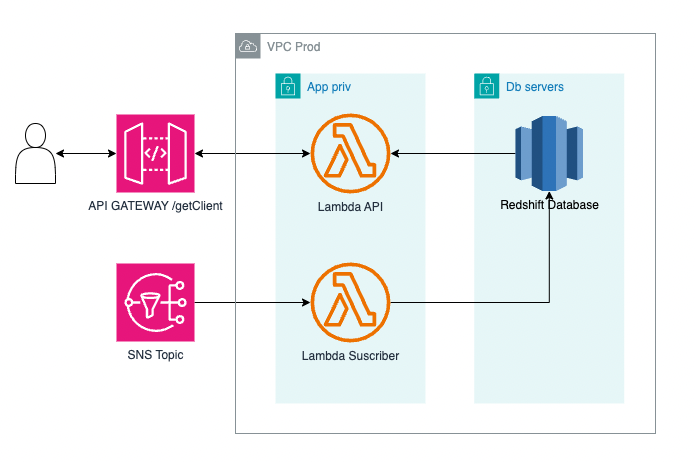 VPC Prod
App priv
Db servers
</>
API GATEWAY /getClient
Lambda API
Redshift Database
SNS Topic
Lambda Suscriber